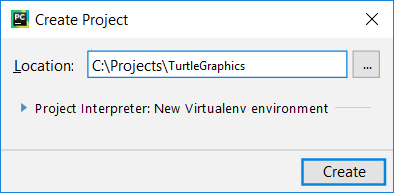 PC Create Project
Location: C:\Projects\TurtleGraphics ...
Project Interpreter: New Virtualenv environment
Create